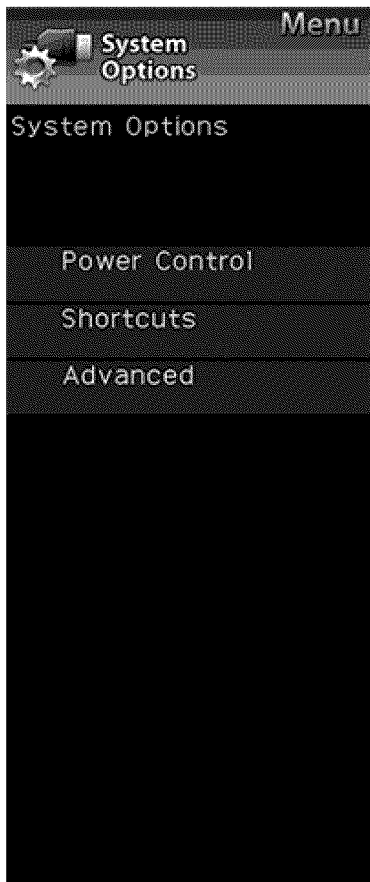 Menu
System
Options
System Options
Power Control
Shortcuts
Advanced